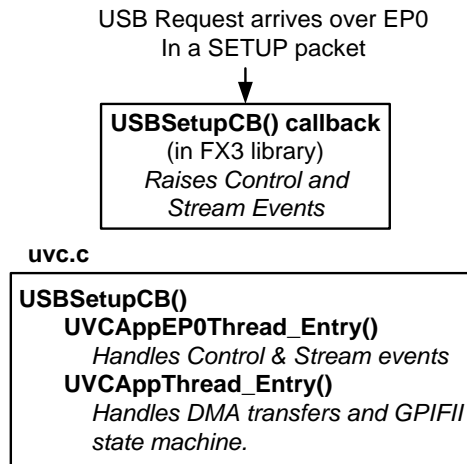 USB Request arrives over EP0
In a SETUP packet
USBSetupCB() callback
(in FX3 library)
Raises Control and
Stream Events
uvc.c
USBSetupCB()
UVCAppEP0Thread_Entry()
Handles Control & Stream events
UVCAppThread_Entry()
Handles DMA transfers and GPIFII
state machine.